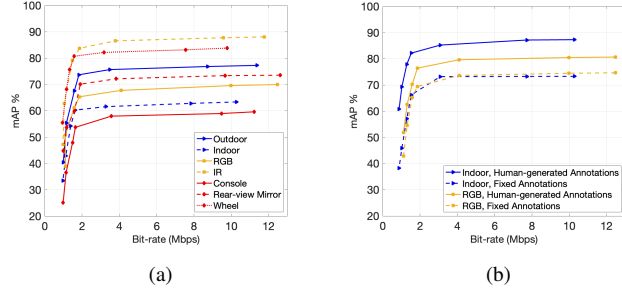 100
90
80
70
60
50
40
30
20
mAP %
0 2 4 6 8 10 12
Bit-rate (Mbps)
Outdoor
Indoor
RGB
IR
Console
Rear-view Mirror
Wheel
(a)
100
90
80
70
60
50
40
30
20
mAP %
0 2 4 6 8 10 12
Bit-rate (Mbps)
Indoor, Human-generated Annotations
Indoor, Fixed Annotations
RGB, Human-generated Annotations
RGB, Fixed Annotations
(b)